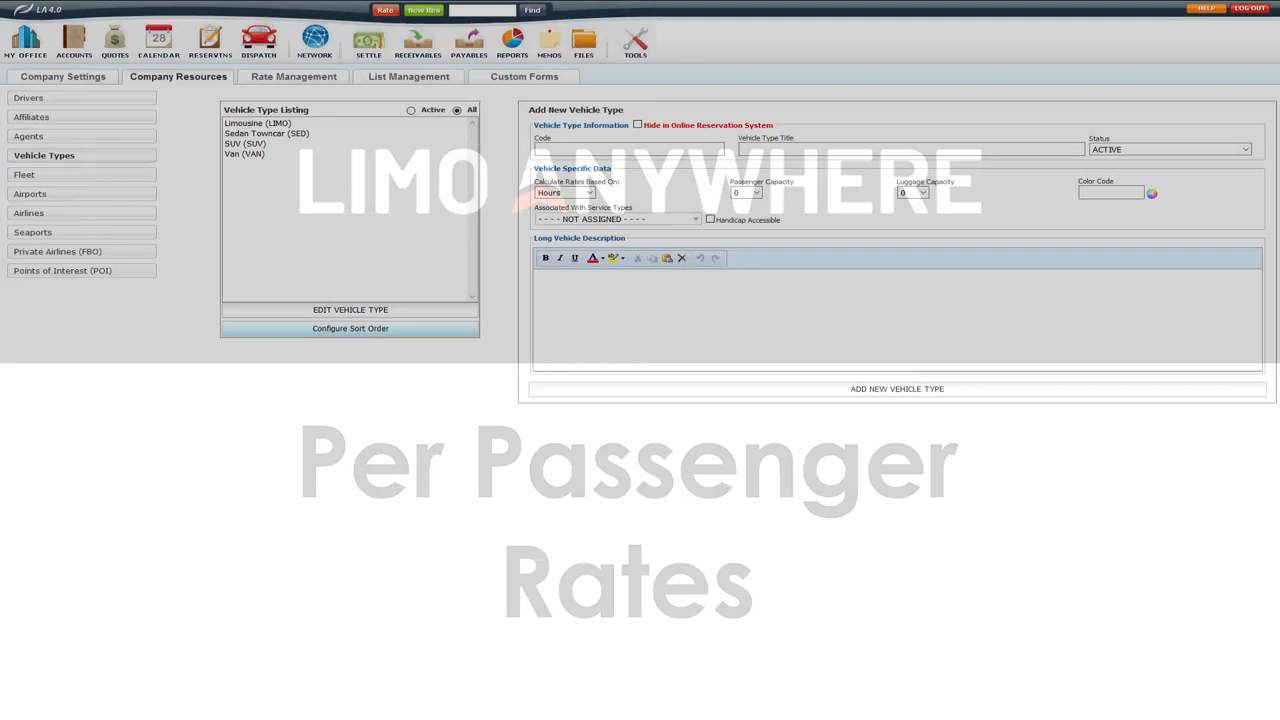 LA 4.0
Rate New Res Find
HELP LOG OUT
MY OFFICE ACCOUNTS QUOTES CALENDAR RESERVTNS DISPATCH NETWORK SETTLE RECEIVABLES PAYABLES REPORTS MEMOS FILES TOOLS
28
Company Settings Company Resources Rate Management List Management Custom Forms
Drivers
Affiliates
Agents
Vehicle Types
Fleet
Airports
Airlines
Seaports
Private Airlines (FBO)
Points of Interest (POI)
Vehicle Type Listing Active All
Limousine (LIMO)
Sedan Towncar (SED)
SUV (SUV)
Van (VAN)
EDIT VEHICLE TYPE
Configure Sort Order
Add New Vehicle Type
Vehicle Type Information Hide in Online Reservation System
Code Vehicle Type Title Status
ACTIVE
Vehicle Specific Data
Calculate Rates Based On: Passenger Capacity Luggage Capacity Color Code
Hours 0 0
Associated With Service Types
- - - - NOT ASSIGNED - - - - Handicap Accessible
Long Vehicle Description
B I U A ab
ADD NEW VEHICLE TYPE
LIMO ANYWHERE
Per Passenger
Rates